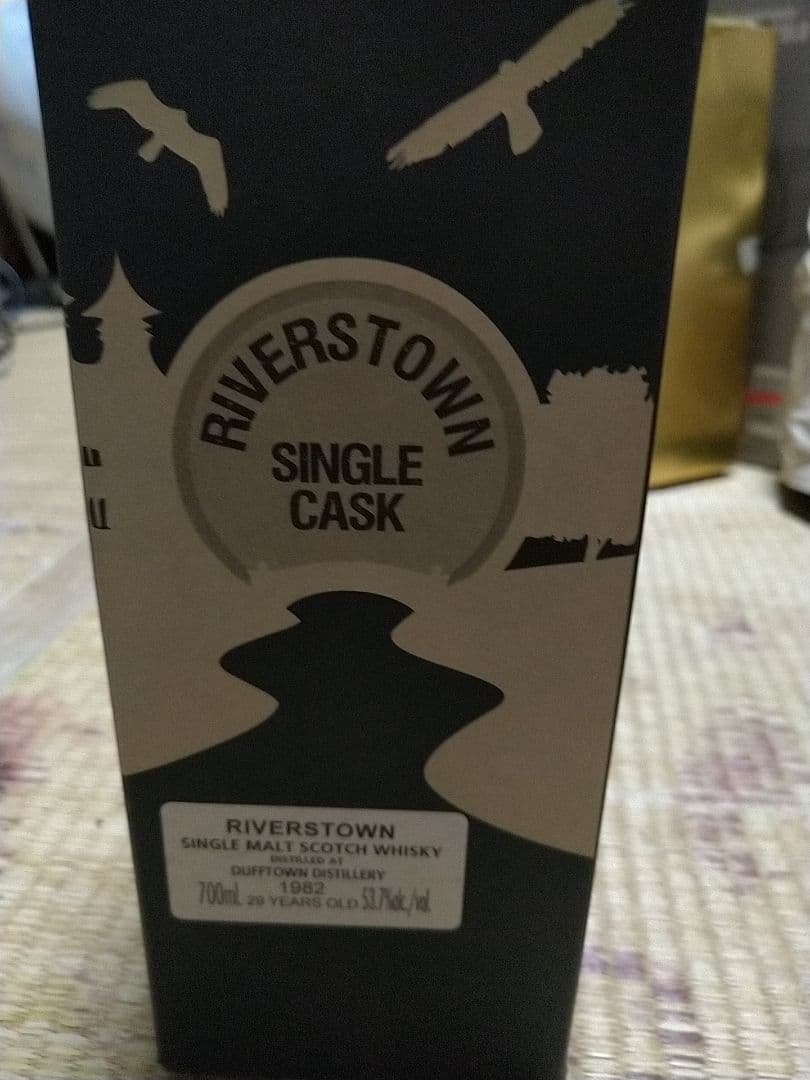 RIVERSTOWN
SINGLE
CASK
RIVERSTOWN
SINGLE MALT SCOTCH WHISKY
DISTILLED AT
DUFFTOWN DISTILLERY
1982
700ml 29 YEARS OLD 53.7%alc/vol